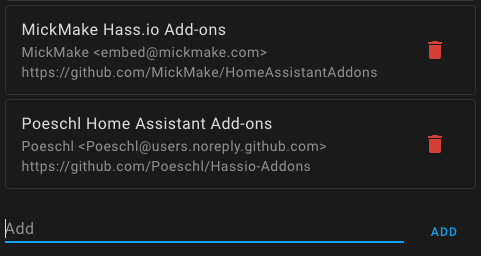 MickMake Hass.io Add-ons
MickMake <embed@mickmake.com>
https://github.com/MickMake/HomeAssistantAddons
Poeschl Home Assistant Add-ons
Poeschl <Poeschl@users.noreply.github.com>
https://github.com/Poeschl/Hassio-Addons
Add
ADD